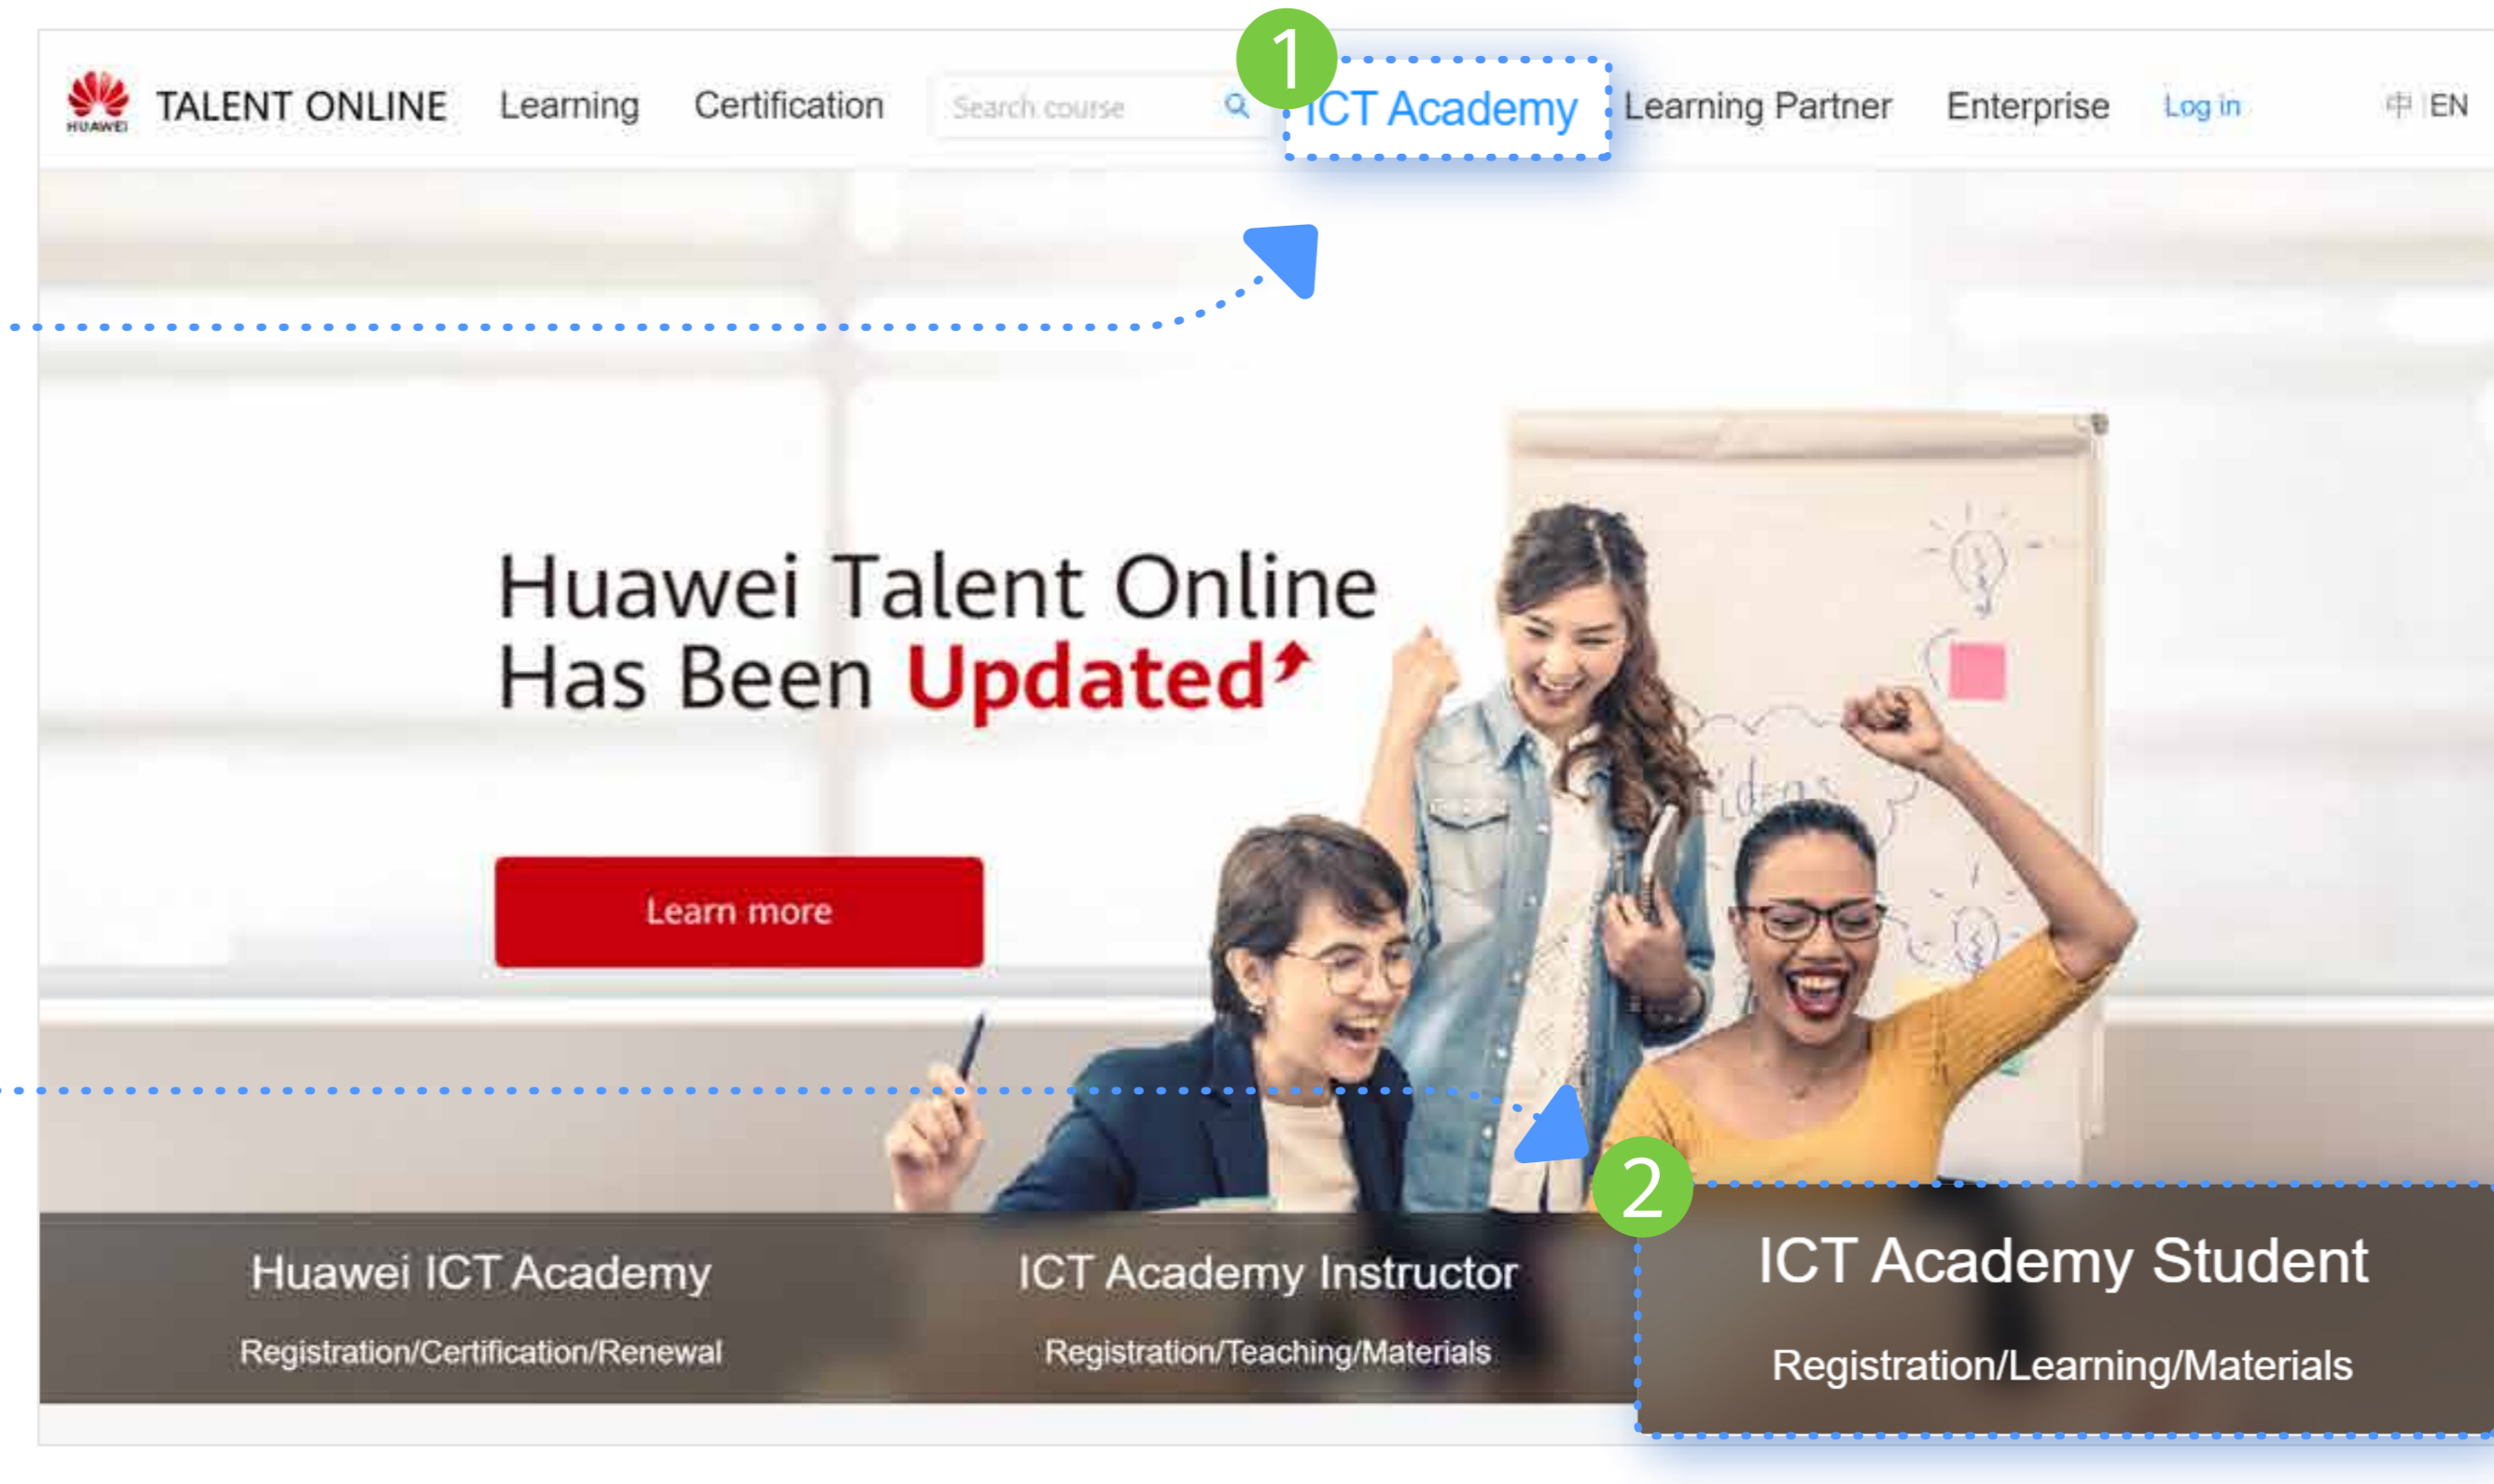 1
HUAWEI
TALENT ONLINE Learning Certification Search course ICT Academy Learning Partner Enterprise Log in 中 | EN
Huawei Talent Online
Has Been Updated
ideas
Learn more
2
Huawei ICT Academy
Registration/Certification/Renewal
ICT Academy Instructor
Registration/Teaching/Materials
ICT Academy Student
Registration/Learning/Materials